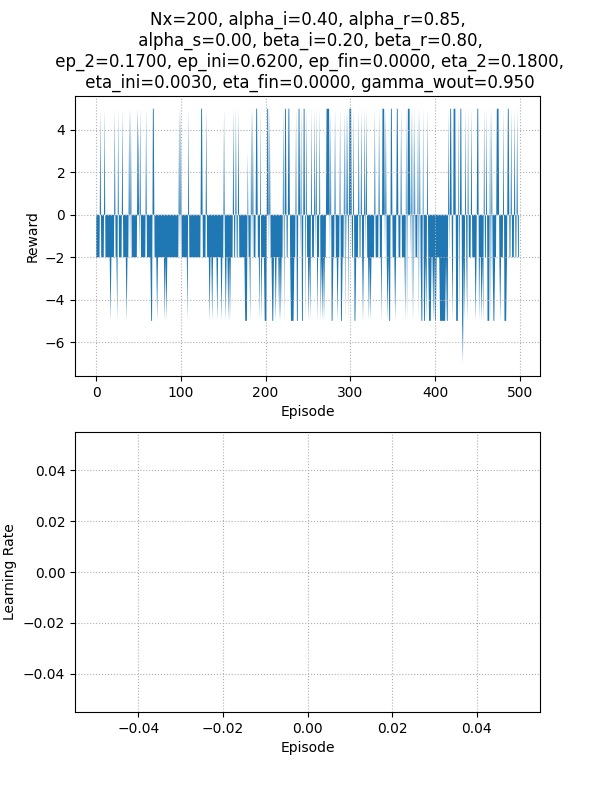 Nx=200, alpha_i=0.40, alpha_r=0.85,
alpha_s=0.00, beta_i=0.20, beta_r=0.80,
ep_2=0.1700, ep_ini=0.6200, ep_fin=0.0000, eta_2=0.1800,
eta_ini=0.0030, eta_fin=0.0000, gamma_wout=0.950
4
2
0
−2
−4
−6
Reward
0 100 200 300 400 500
Episode
0.04
0.02
0.00
−0.02
−0.04
Learning Rate
−0.04 −0.02 0.00 0.02 0.04
Episode